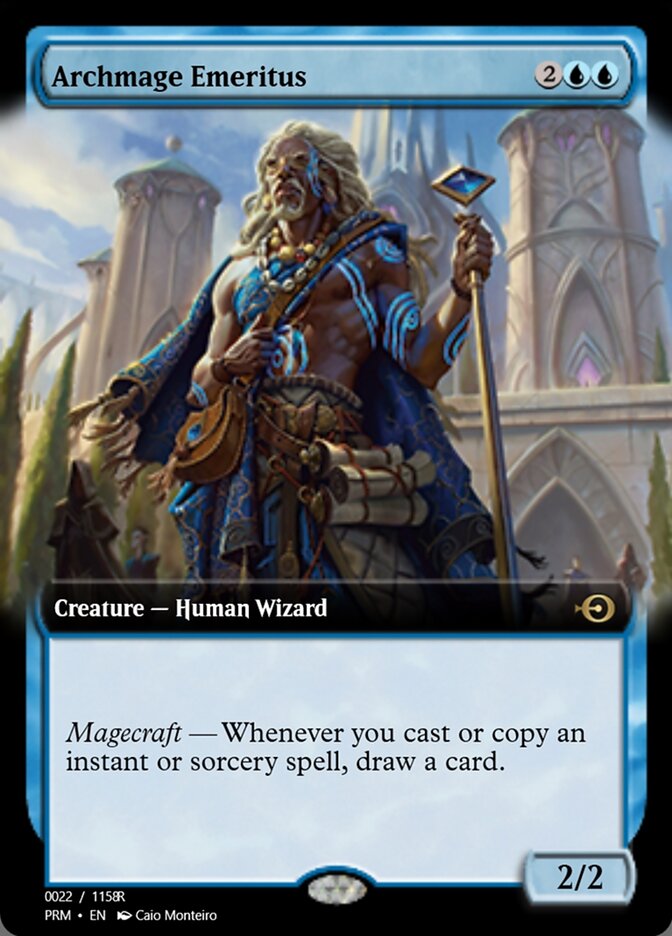 Archmage Emeritus 2
Creature — Human Wizard
Magecraft — Whenever you cast or copy an
instant or sorcery spell, draw a card.
2/2
0022 / 1158R
PRM • EN Caio Monteiro